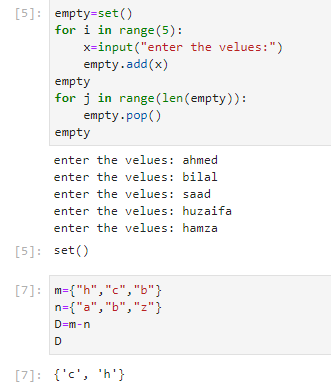 [5]: empty=set()
for i in range(5):
    x=input("enter the velues:")
    empty.add(x)
empty
for j in range(len(empty)):
    empty.pop()
empty
enter the velues: ahmed
enter the velues: bilal
enter the velues: saad
enter the velues: huzaifa
enter the velues: hamza
[5]: set()
[7]: m={"h","c","b"}
n={"a","b","z"}
D=m-n
D
[7]: {'c', 'h'}